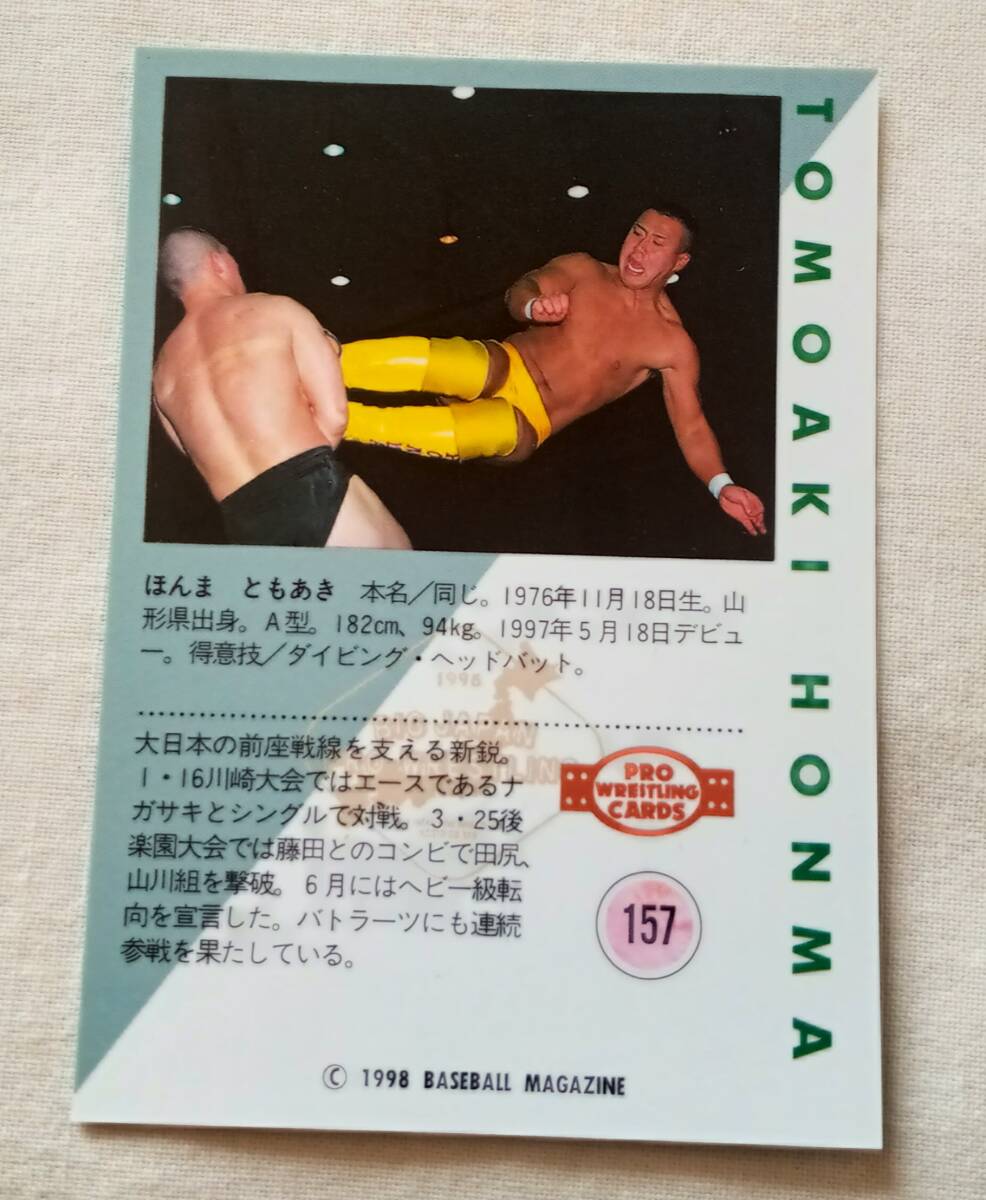 TOMOAKI HONMA
ほんま　ともあき　本名／同じ。1976年11月18日生。山
形県出身。A型。182cm、94kg。1997年5月18日デビュ
ー。得意技／ダイビング・ヘッドバット。
1998
BIG JAPAN
大日本の前座戦線を支える新鋭。
1・16川崎大会ではエースであるナ
ガサキとシングルで対戦。3・25後
楽園大会では藤田とのコンビで田尻、
山川組を撃破。6月にはヘビー級転
向を宣言した。バトラーツにも連続
参戦を果たしている。
PRO
WRESTLING
CARDS
157
© 1998 BASEBALL MAGAZINE